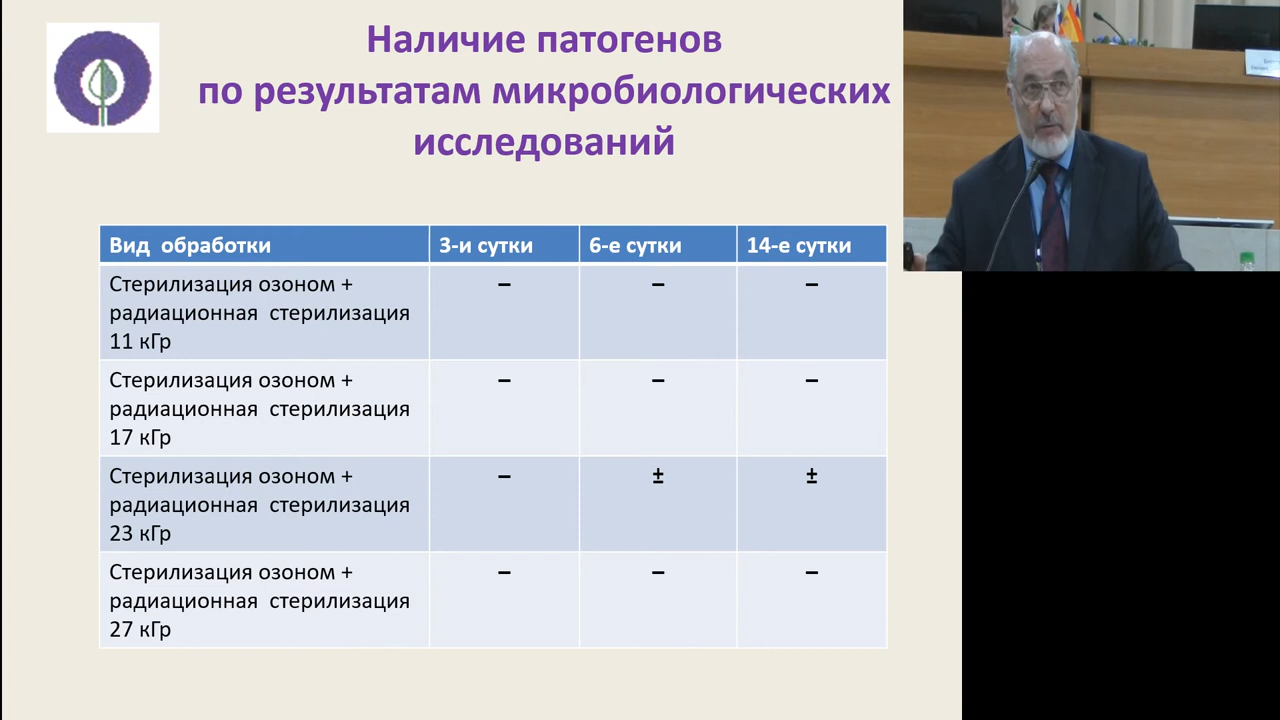 Наличие патогенов
по результатам микробиологических
исследований
Вид обработки 3-и сутки 6-е сутки 14-е сутки
Стерилизация озоном + – – –
радиационная стерилизация
11 кГр
Стерилизация озоном + – – –
радиационная стерилизация
17 кГр
Стерилизация озоном + – ± ±
радиационная стерилизация
23 кГр
Стерилизация озоном + – – –
радиационная стерилизация
27 кГр